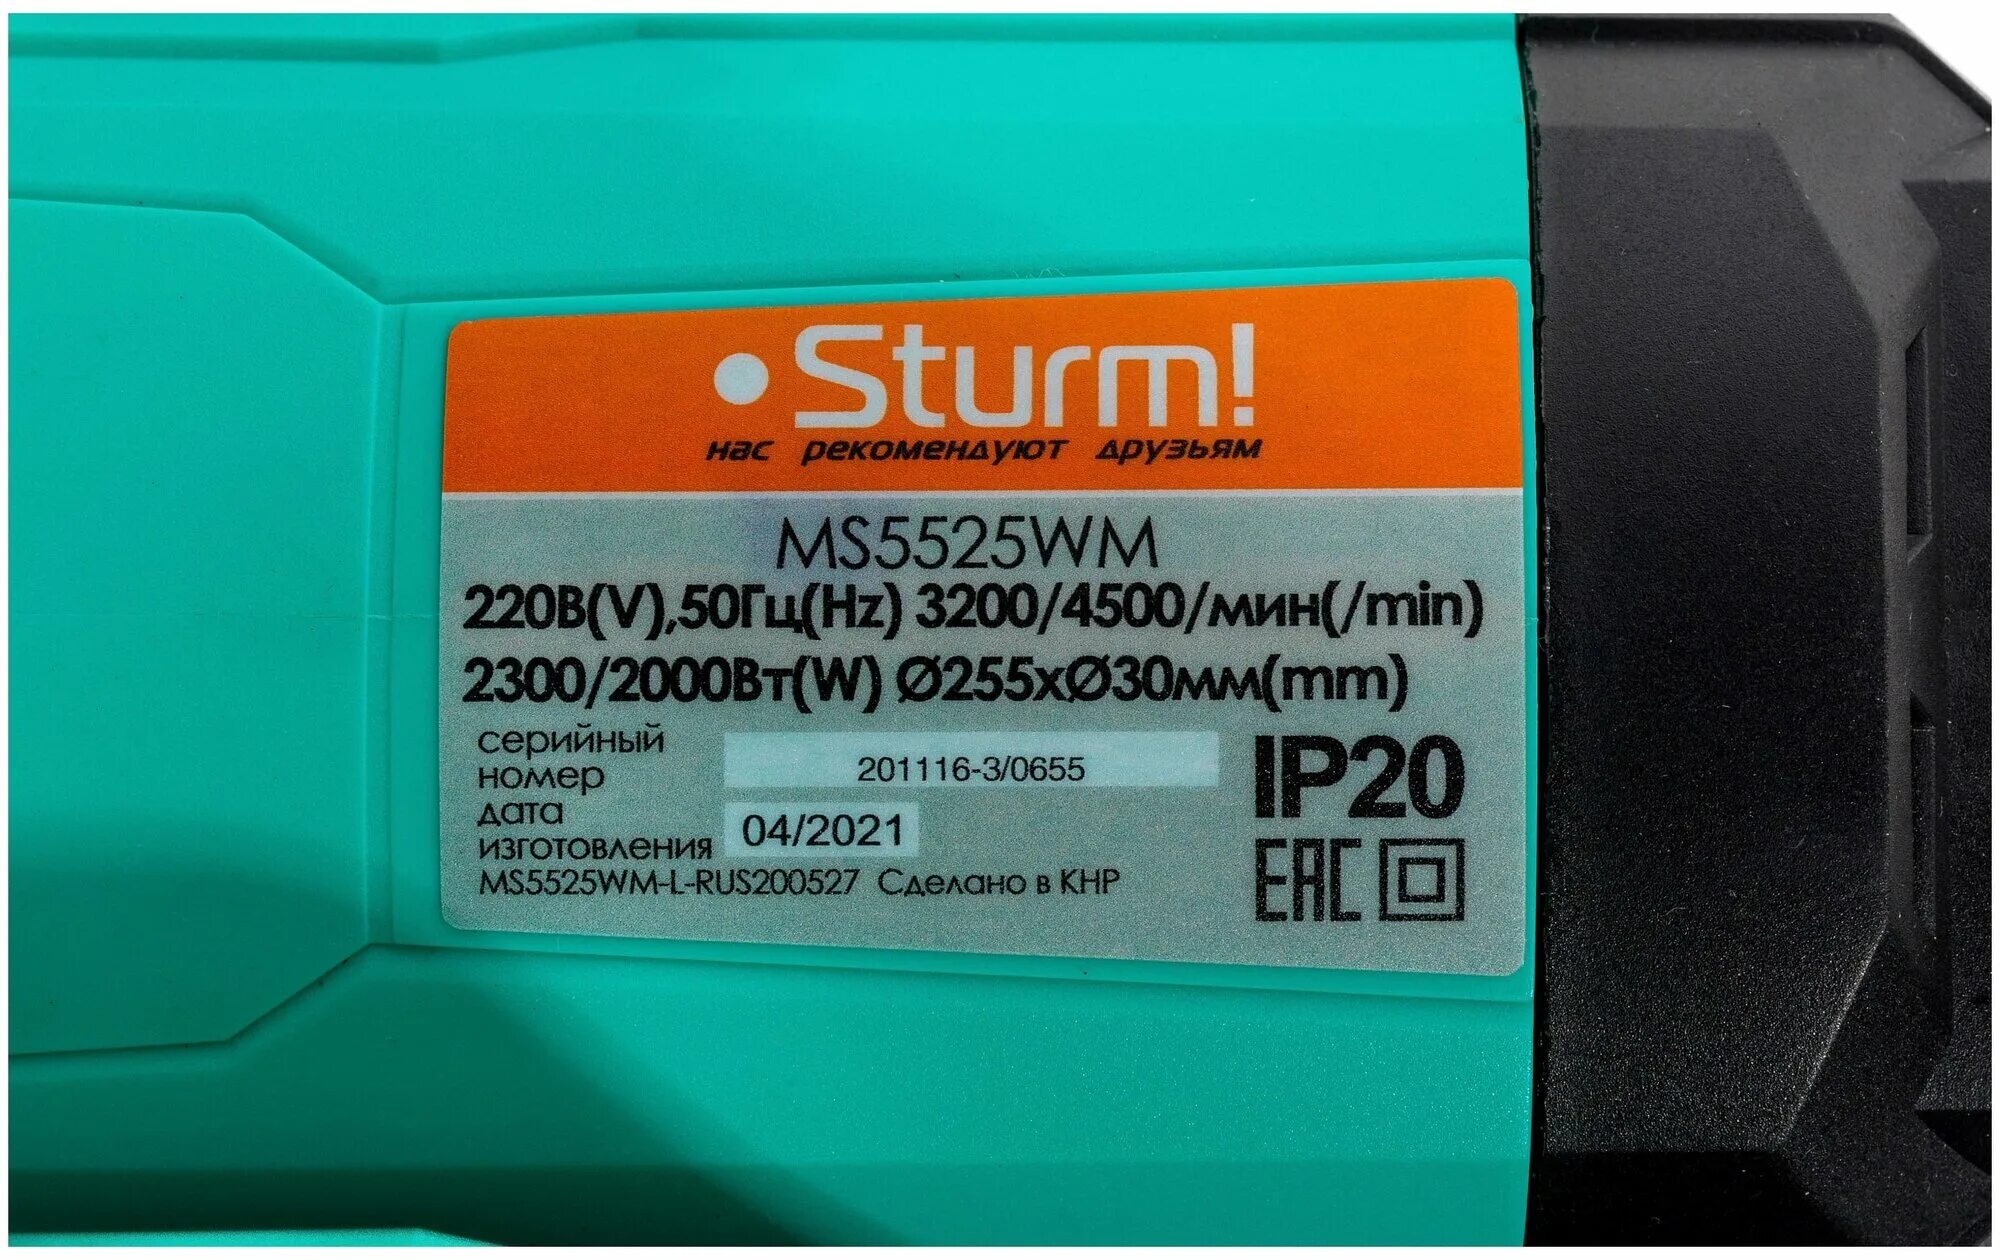 Sturm!
нас рекомендуют друзьям
MS5525WM
220В(V),50Гц(Hz) 3200/4500/мин(/min)
2300/2000Вт(W) Ø255xØ30мм(mm)
серийный
номер
201116-3/0655
IP20
дата
изготовления
04/2021
MS5525WM-L-RUS200527 Сделано в КНР
EAC